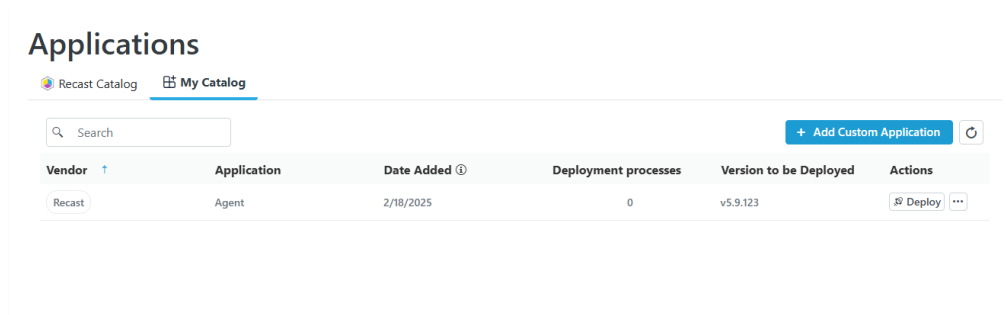 Applications
Recast Catalog My Catalog
Search + Add Custom Application
Vendor ↑ Application Date Added Deployment processes Version to be Deployed Actions
Recast Agent 2/18/2025 0 v5.9.123 Deploy ...